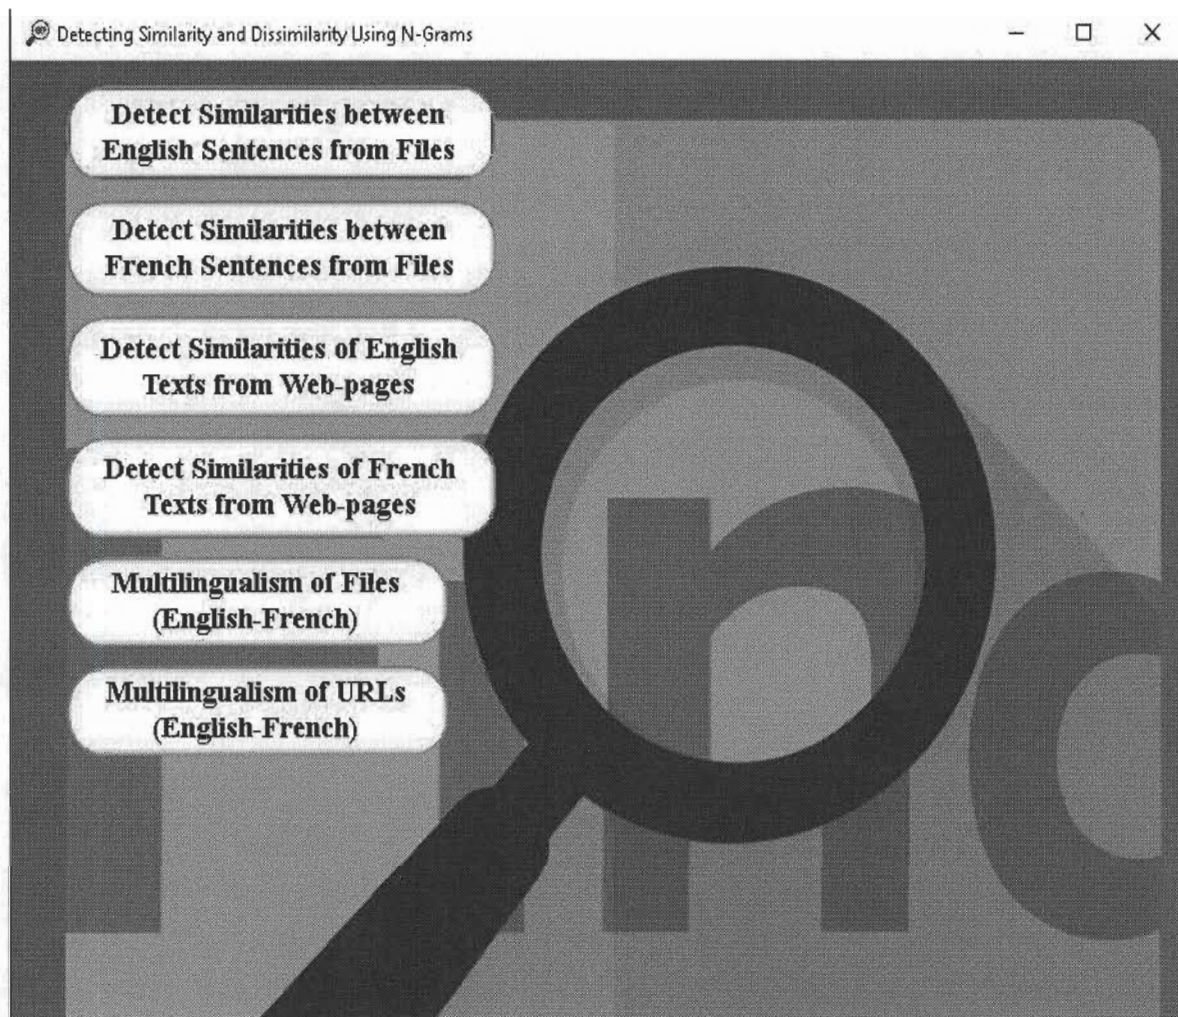 Detecting Similarity and Dissimilarity Using N-Grams
Detect Similarities between
English Sentences from Files
Detect Similarities between
French Sentences from Files
Detect Similarities of English
Texts from Web-pages
Detect Similarities of French
Texts from Web-pages
Multilingualism of Files
(English-French)
Multilingualism of URLs
(English-French)